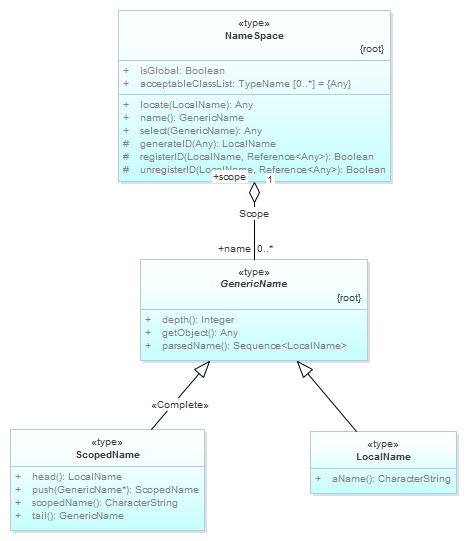 «type»
NameSpace
{root}
+ isGlobal: Boolean
+ acceptableClassList: TypeName [0..*] = {Any}
+ locate(LocalName): Any
+ name(): GenericName
+ select(GenericName): Any
# generateID(Any): LocalName
# registerID(LocalName, Reference<Any>): Boolean
# unregisterID(LocalName, Reference<Any>): Boolean
+scope 1
Scope
+name 0..*
«type»
GenericName
{root}
+ depth(): Integer
+ getObject(): Any
+ parsedName(): Sequence<LocalName>
«Complete»
«type»
ScopedName
+ head(): LocalName
+ push(GenericName*): ScopedName
+ scopedName(): CharacterString
+ tail(): GenericName
«type»
LocalName
+ aName(): CharacterString